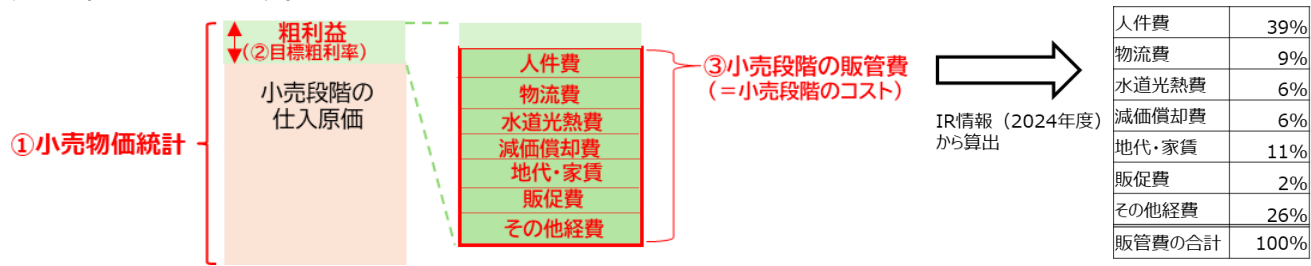 粗利益
(②目標粗利率)
小売段階の
仕入原価
①小売物価統計
人件費
物流費
水道光熱費
減価償却費
地代・家賃
販促費
その他経費
③小売段階の販管費
(=小売段階のコスト)
IR情報(2024年度)
から算出
人件費 39%
物流費 9%
水道光熱費 6%
減価償却費 6%
地代・家賃 11%
販促費 2%
その他経費 26%
販管費の合計 100%